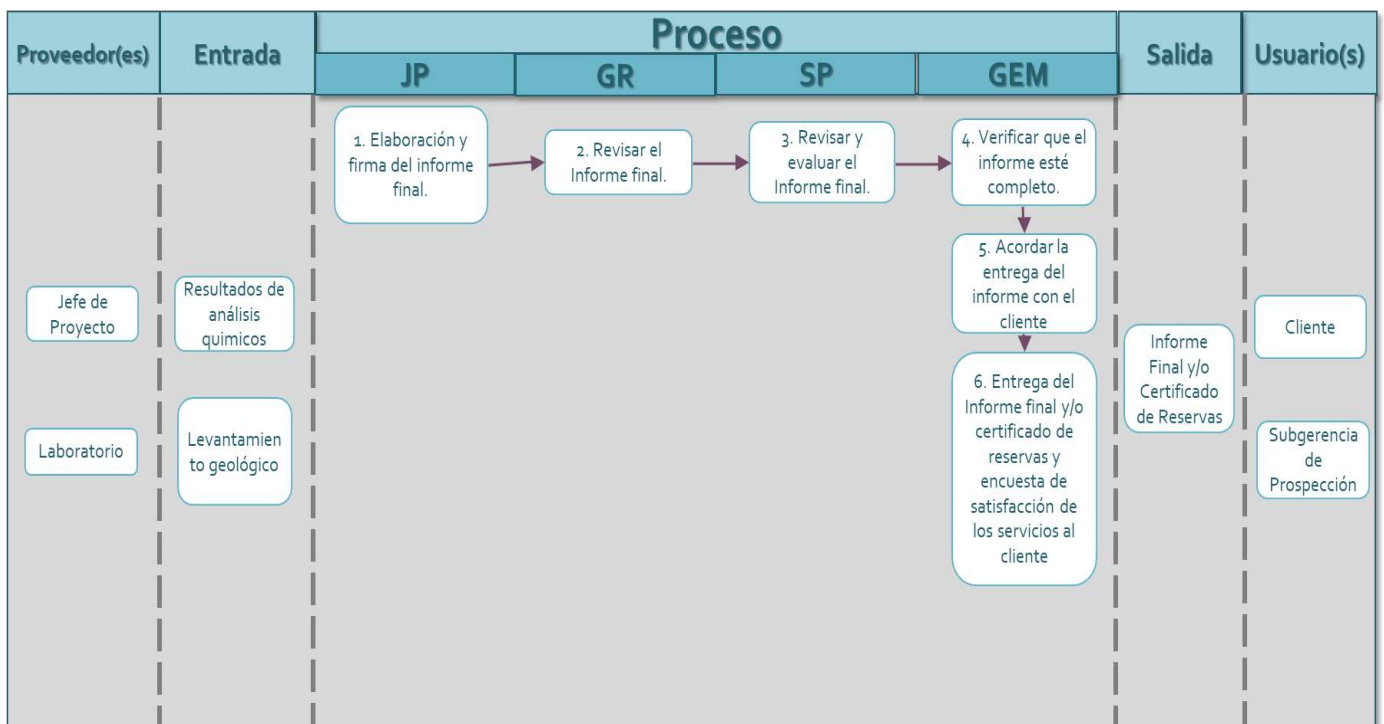 Proveedor(es)
Entrada
Proceso
JP
GR
SP
GEM
Salida
Usuario(s)
Jefe de
Proyecto
Laboratorio
Resultados de
análisis
quimicos
Levantamien
to geológico
1. Elaboración y
firma del informe
final.
2. Revisar el
Informe final.
3. Revisar y
evaluar el
Informe final.
4. Verificar que el
informe esté
completo.
5. Acordar la
entrega del
informe con el
cliente
6. Entrega del
Informe final y/o
certificado de
reservas y
encuesta de
satisfacción de
los servicios al
cliente
Informe
Final y/o
Certificado
de Reservas
Cliente
Subgerencia
de
Prospección